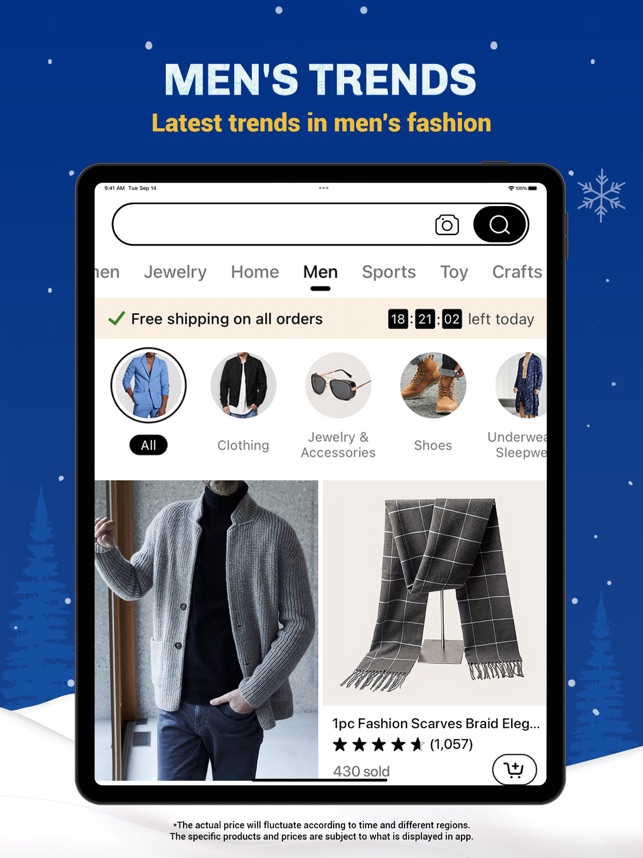 MEN'S TRENDS
Latest trends in men's fashion
9:41 AM Tue Sep 14
100%
Jewelry Home Men Sports Toy Crafts
Free shipping on all orders 18:21:02 left today
All
Clothing
Jewelry &
Accessories
Shoes
Underwea
Sleepwe
1pc Fashion Scarves Braid Eleg...
(1,057)
430 sold
*The actual price will fluctuate according to time and different regions.
The specific products and prices are subject to what is displayed in app.